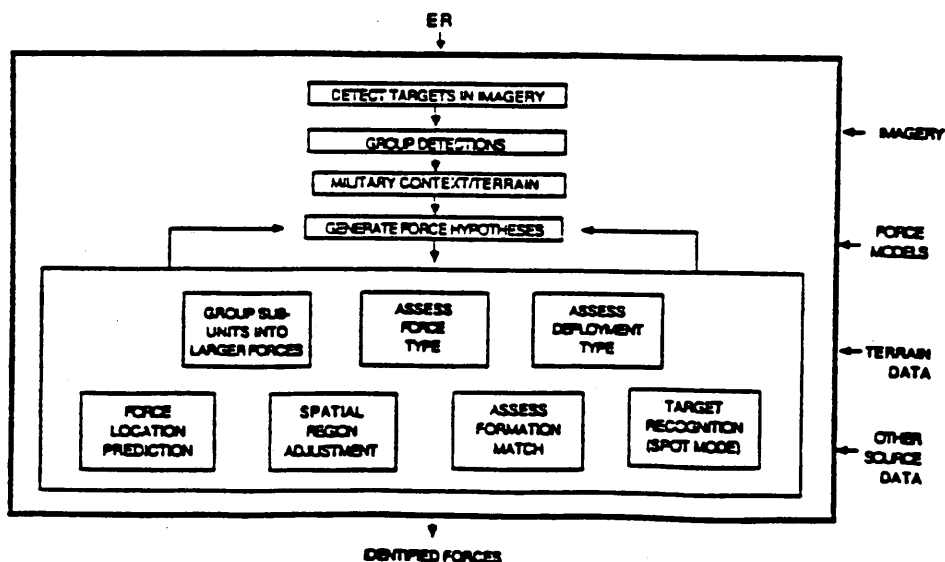 ER
DETECT TARGETS IN IMAGERY
GROUP DETECTIONS
MILITARY CONTEXT/TERRAIN
GENERATE FORCE HYPOTHESES
GROUP SUB-
UNITS INTO
LARGER FORCES
ASSESS
FORCE
TYPE
ASSESS
DEPLOYMENT
TYPE
FORCE
LOCATION
PREDICTION
SPATIAL
REGION
ADJUSTMENT
ASSESS
FORMATION
MATCH
TARGET
RECOGNITION
(SPOT MODE)
IMAGERY
FORCE
MODELS
TERRAIN
DATA
OTHER
SOURCE
DATA
IDENTIFIED FORCES